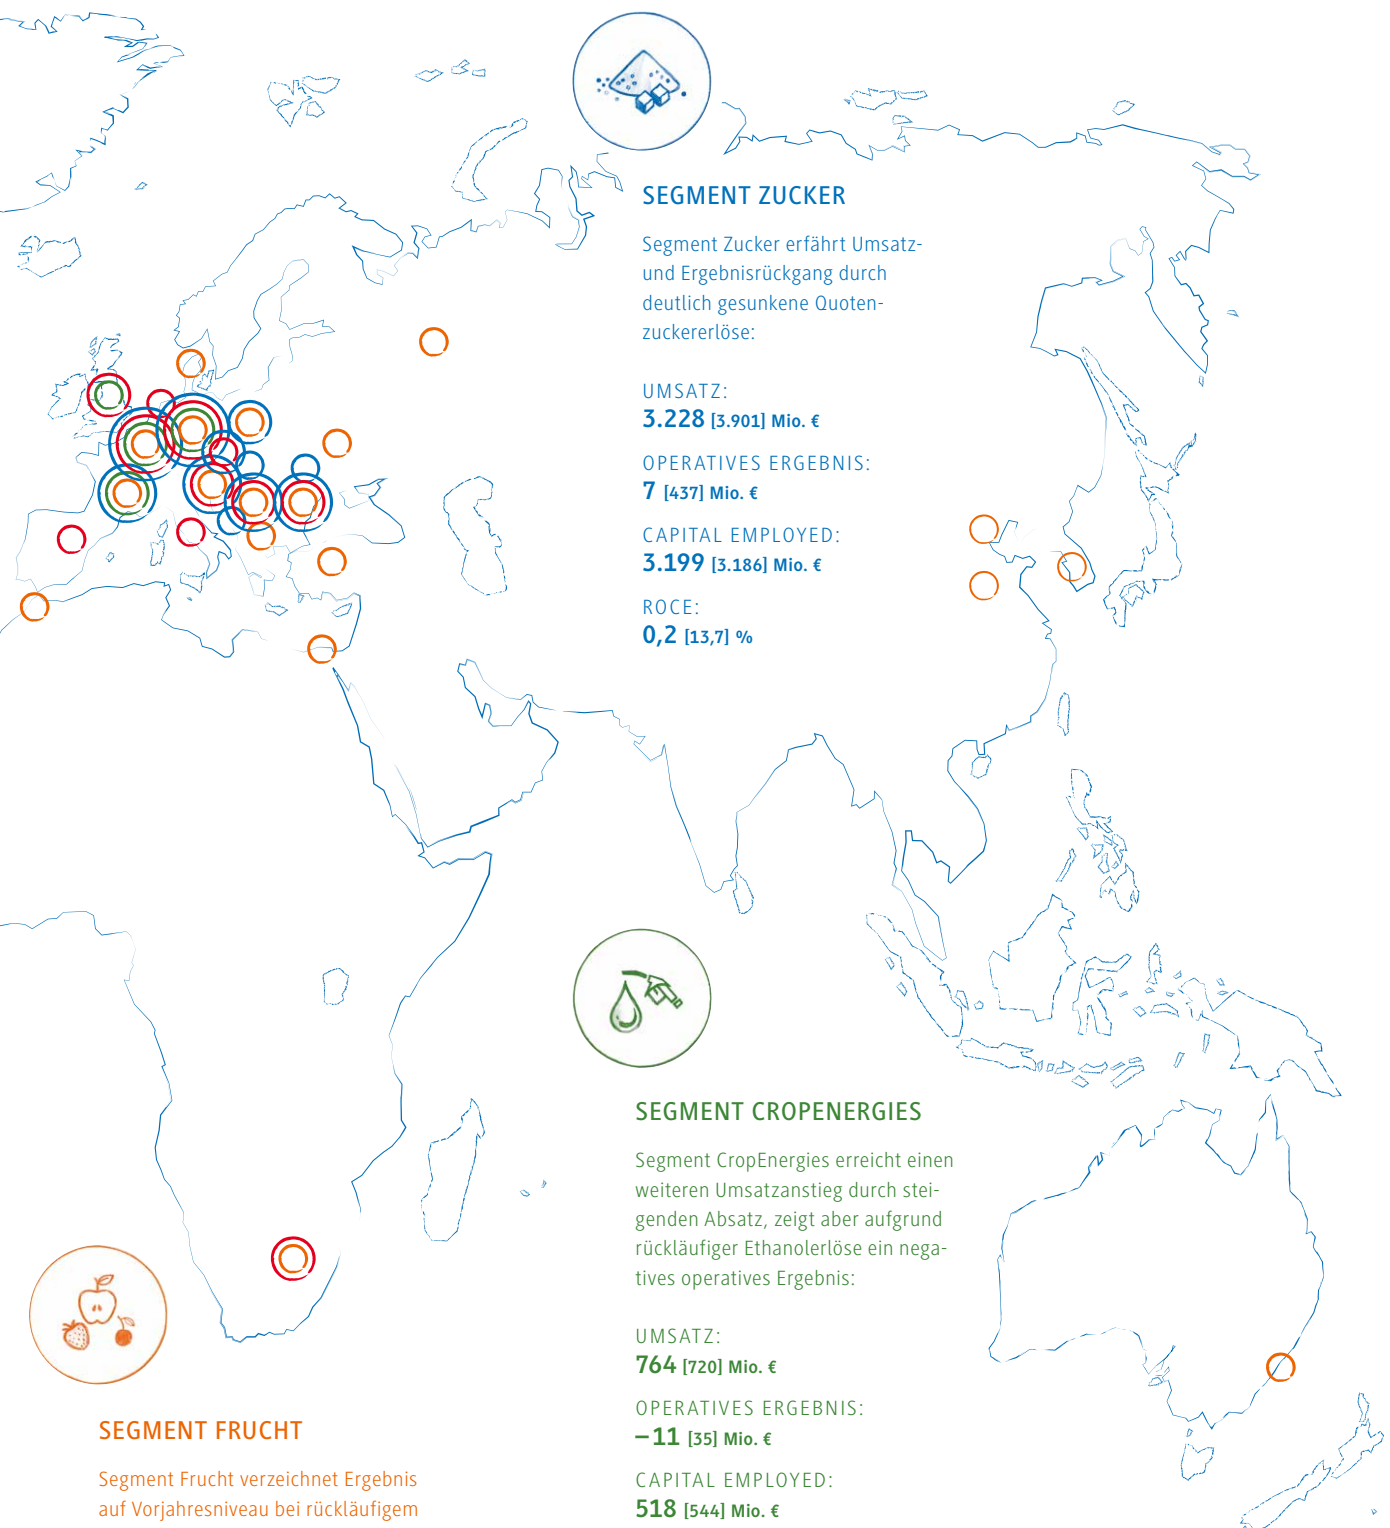 SEGMENT ZUCKER
Segment Zucker erfährt Umsatz-
und Ergebnisrückgang durch
deutlich gesunkene Quoten-
zuckererlöse:
UMSATZ:
3.228 [3.901] Mio. €
OPERATIVES ERGEBNIS:
7 [437] Mio. €
CAPITAL EMPLOYED:
3.199 [3.186] Mio. €
ROCE:
0,2 [13,7] %
SEGMENT CROPENERGIES
Segment CropEnergies erreicht einen
weiteren Umsatzanstieg durch stei-
genden Absatz, zeigt aber aufgrund
rückläufiger Ethanolerlöse ein nega-
tives operatives Ergebnis:
UMSATZ:
764 [720] Mio. €
OPERATIVES ERGEBNIS:
–11 [35] Mio. €
CAPITAL EMPLOYED:
518 [544] Mio. €
SEGMENT FRUCHT
Segment Frucht verzeichnet Ergebnis
auf Vorjahresniveau bei rückläufigem